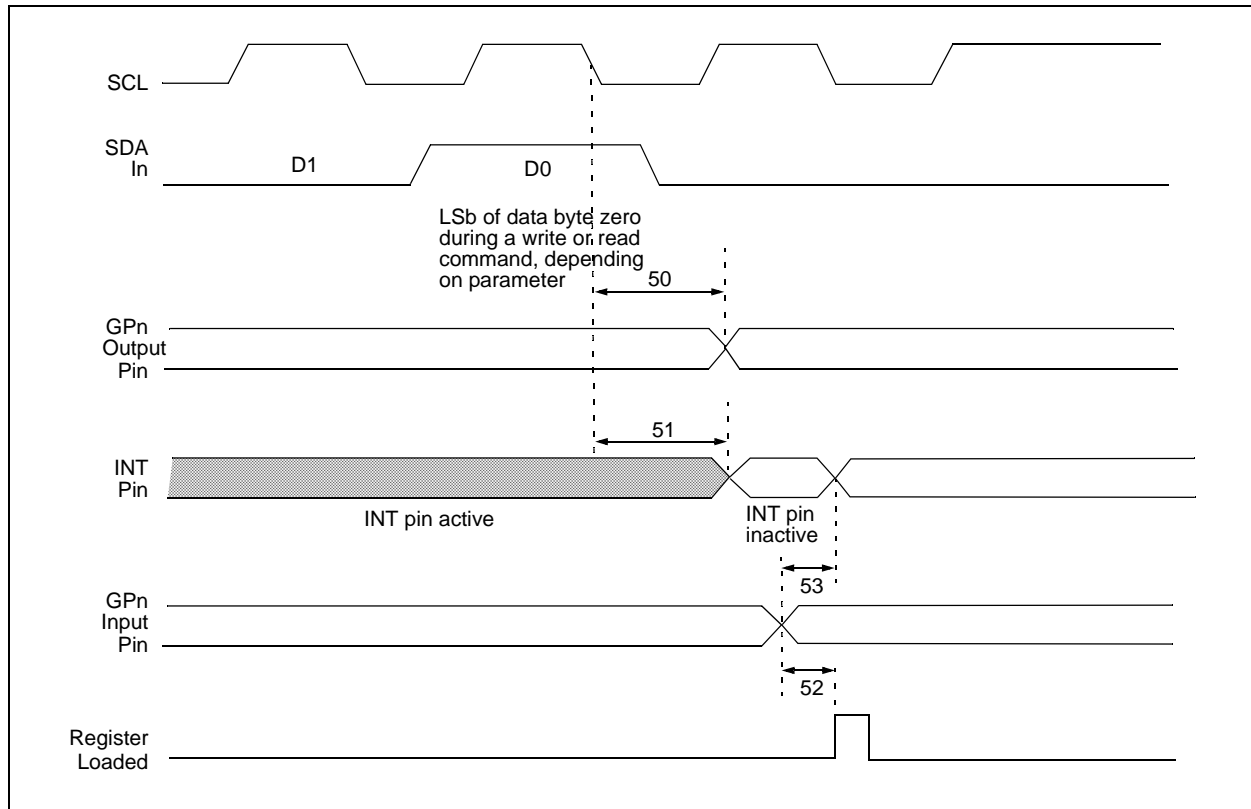 SCL
SDA
In
D1
D0
LSb of data byte zero
during a write or read
command, depending
on parameter
50
GPn
Output
Pin
51
INT
Pin
INT pin active
INT pin
inactive
53
GPn
Input
Pin
52
Register
Loaded